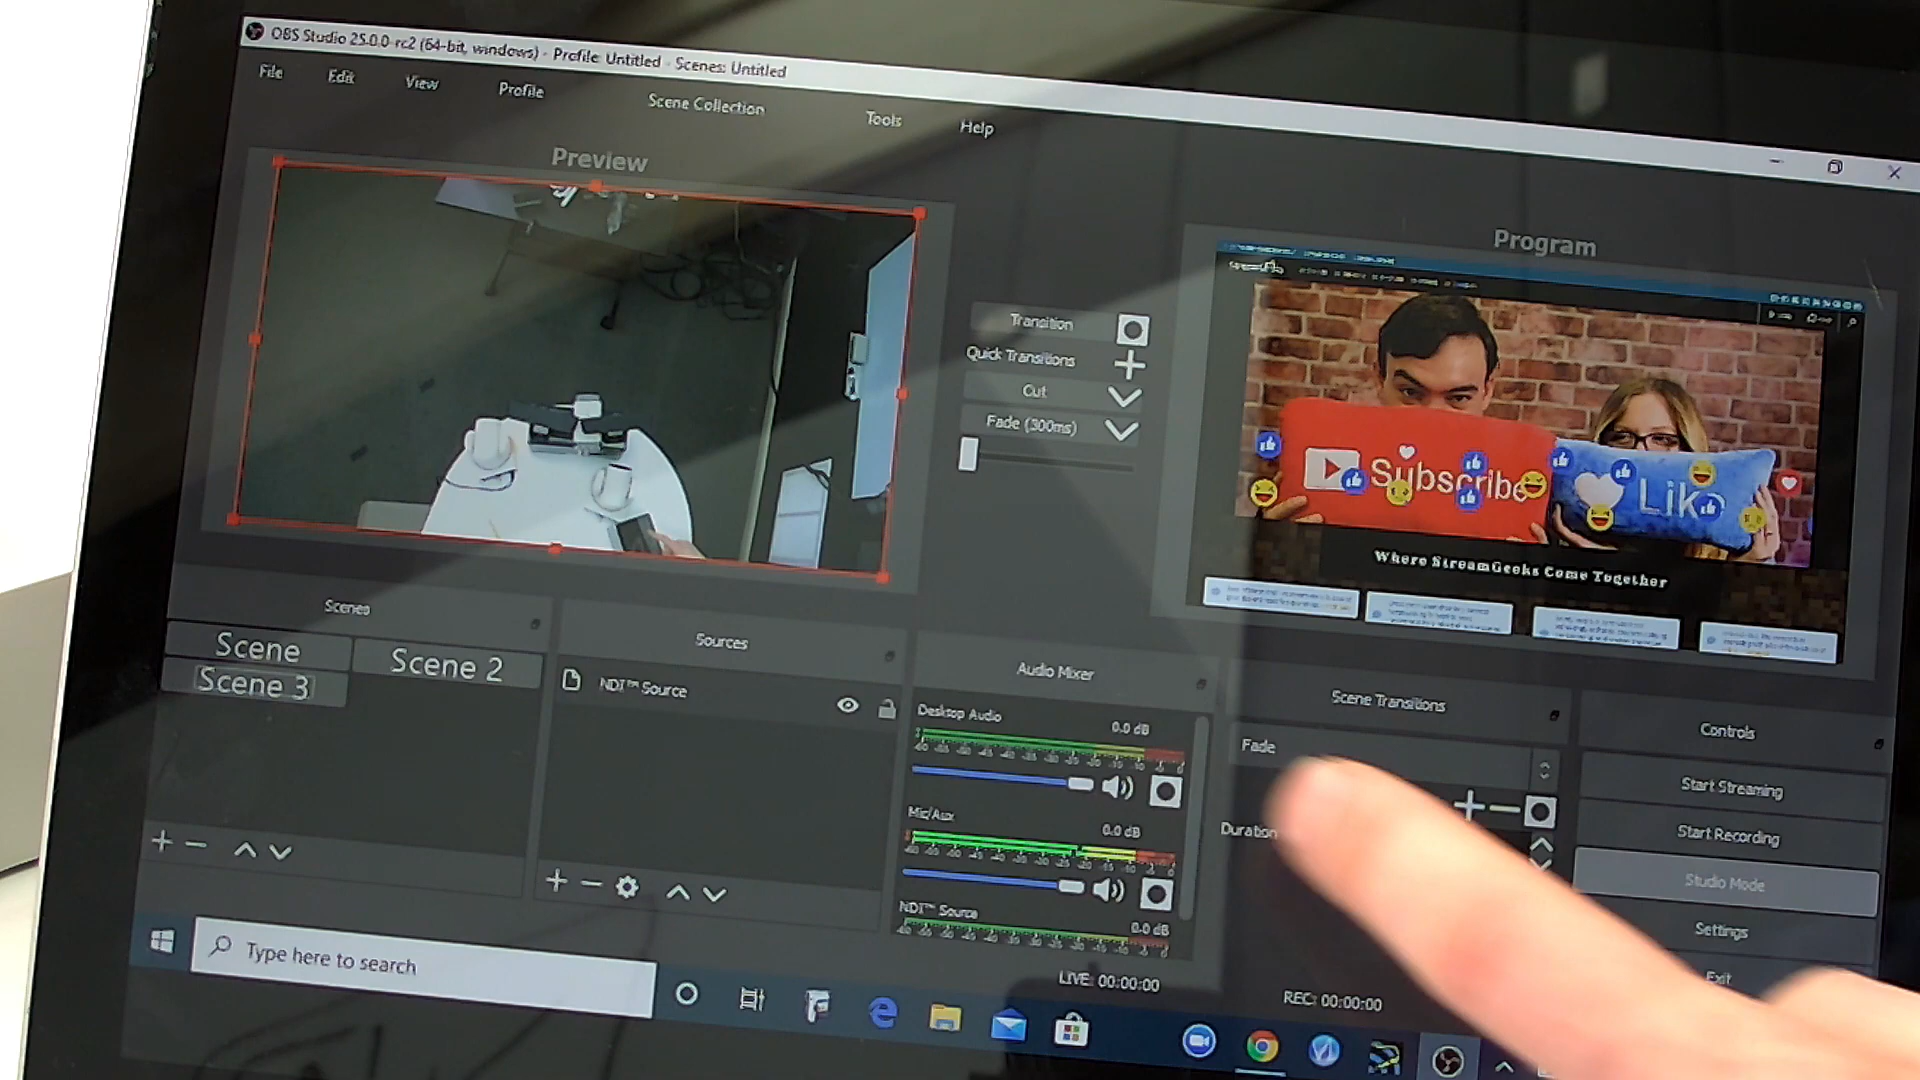 OBS Studio 25.0.0-rc2 (64-bit, windows) - Profile: Untitled - Scenes: Untitled
File Edit View Profile Scene Collection Tools Help
Preview
Program
Transition
Quick Transitions
Cut
Fade (300ms)
Subscribe
Like
Where StreamGeeks Come Together
Scenes
Scene
Scene 2
Scene 3
Sources
NDI™ Source
Audio Mixer
Desktop Audio 0.0 dB
Mic/Aux 0.0 dB
NDI™ Source 0.0 dB
Scene Transitions
Fade
Duration
Controls
Start Streaming
Start Recording
Studio Mode
Settings
Exit
LIVE: 00:00:00
REC: 00:00:00
Type here to search